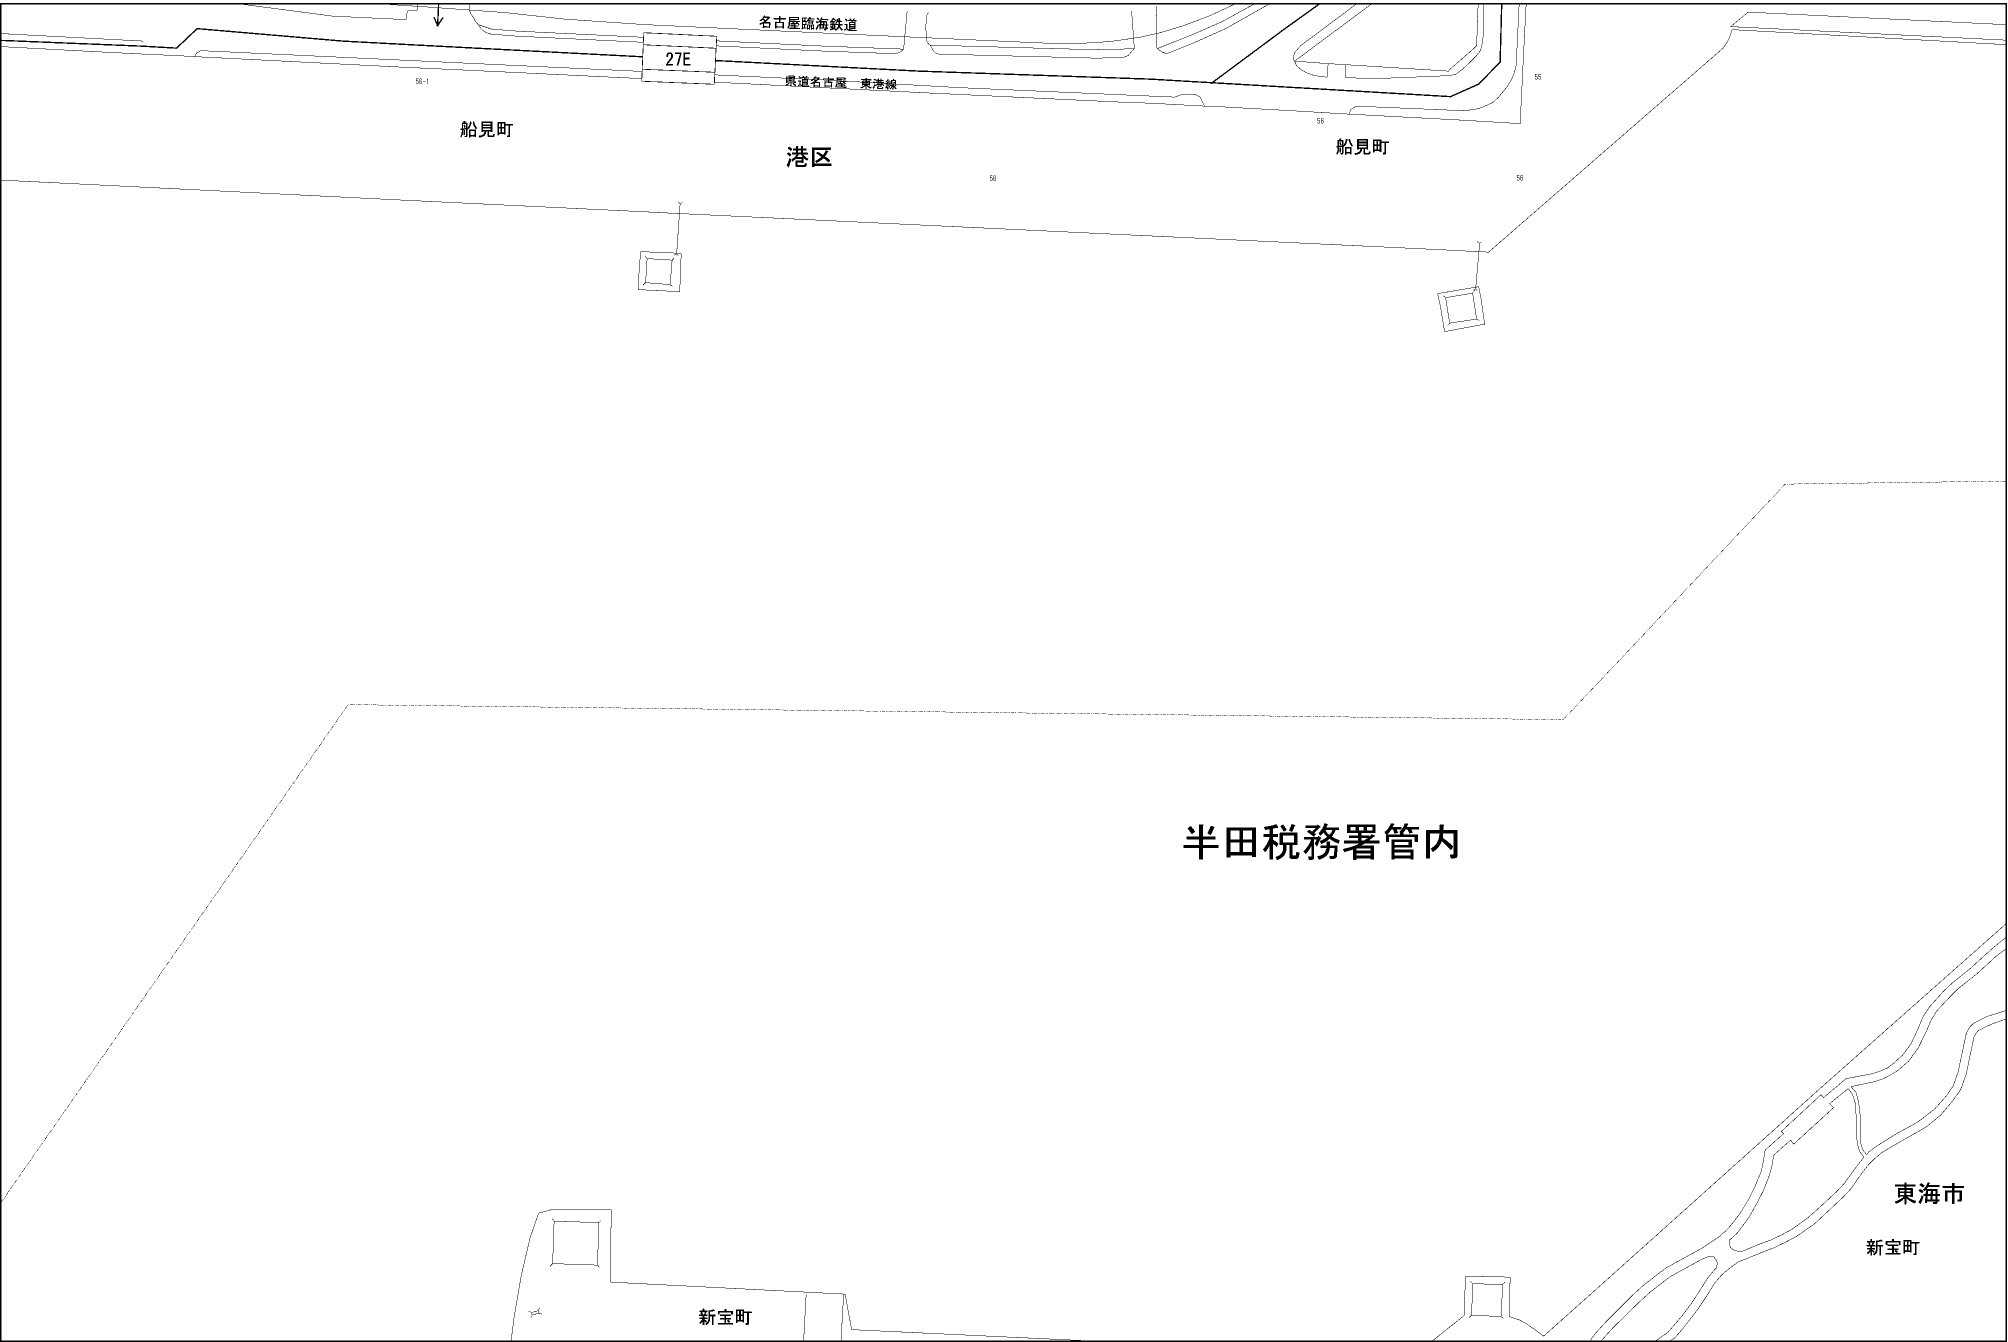 名古屋臨海鉄道
27E
県道名古屋 東港線
56-1
55
船見町
56
船見町
港区
56
56
半田税務署管内
東海市
新宝町
新宝町